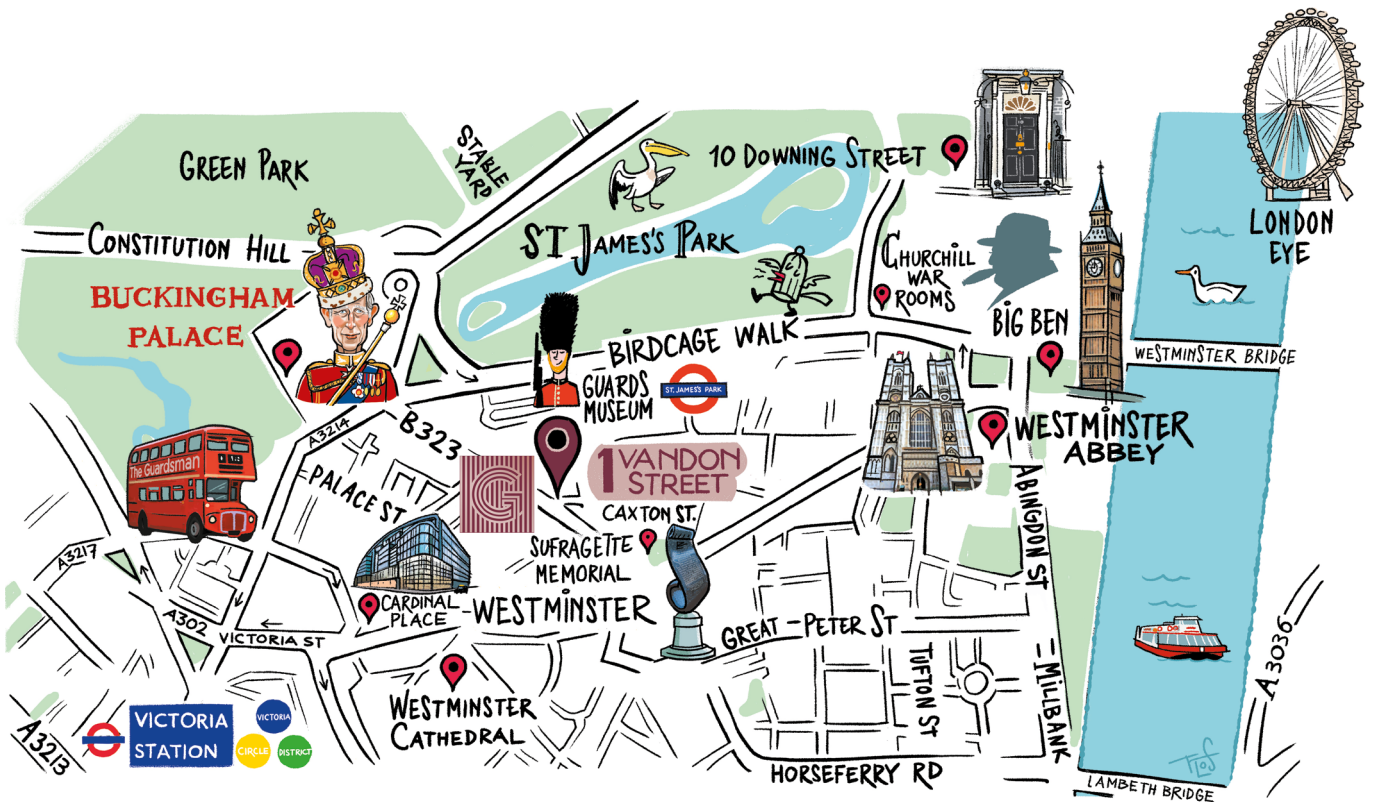 GREEN PARK
STABLE
YARD
10 DOWNING STREET
LONDON
EYE
CONSTITUTION HILL
ST JAMES'S PARK
CHURCHILL
WAR
ROOMS
BUCKINGHAM
PALACE
BIG BEN
BIRDCAGE WALK
WESTMINSTER BRIDGE
GUARDS
MUSEUM
ST. JAMES'S PARK
A3214
B323
WESTMINSTER
ABBEY
The Guardsman
PALACE ST
G
1 VANDON
STREET
CAXTON ST.
ABINGDON ST
SUFRAGETTE
MEMORIAL
A3217
CARDINAL
PLACE
WESTMINSTER
A302
VICTORIA ST
GREAT-PETER ST
TUFTON ST
MILLBANK
A3036
WESTMINSTER
CATHEDRAL
A3213
VICTORIA
STATION
VICTORIA
CIRCLE
DISTRICT
HORSEFERRY RD
LAMBETH BRIDGE
FLOS